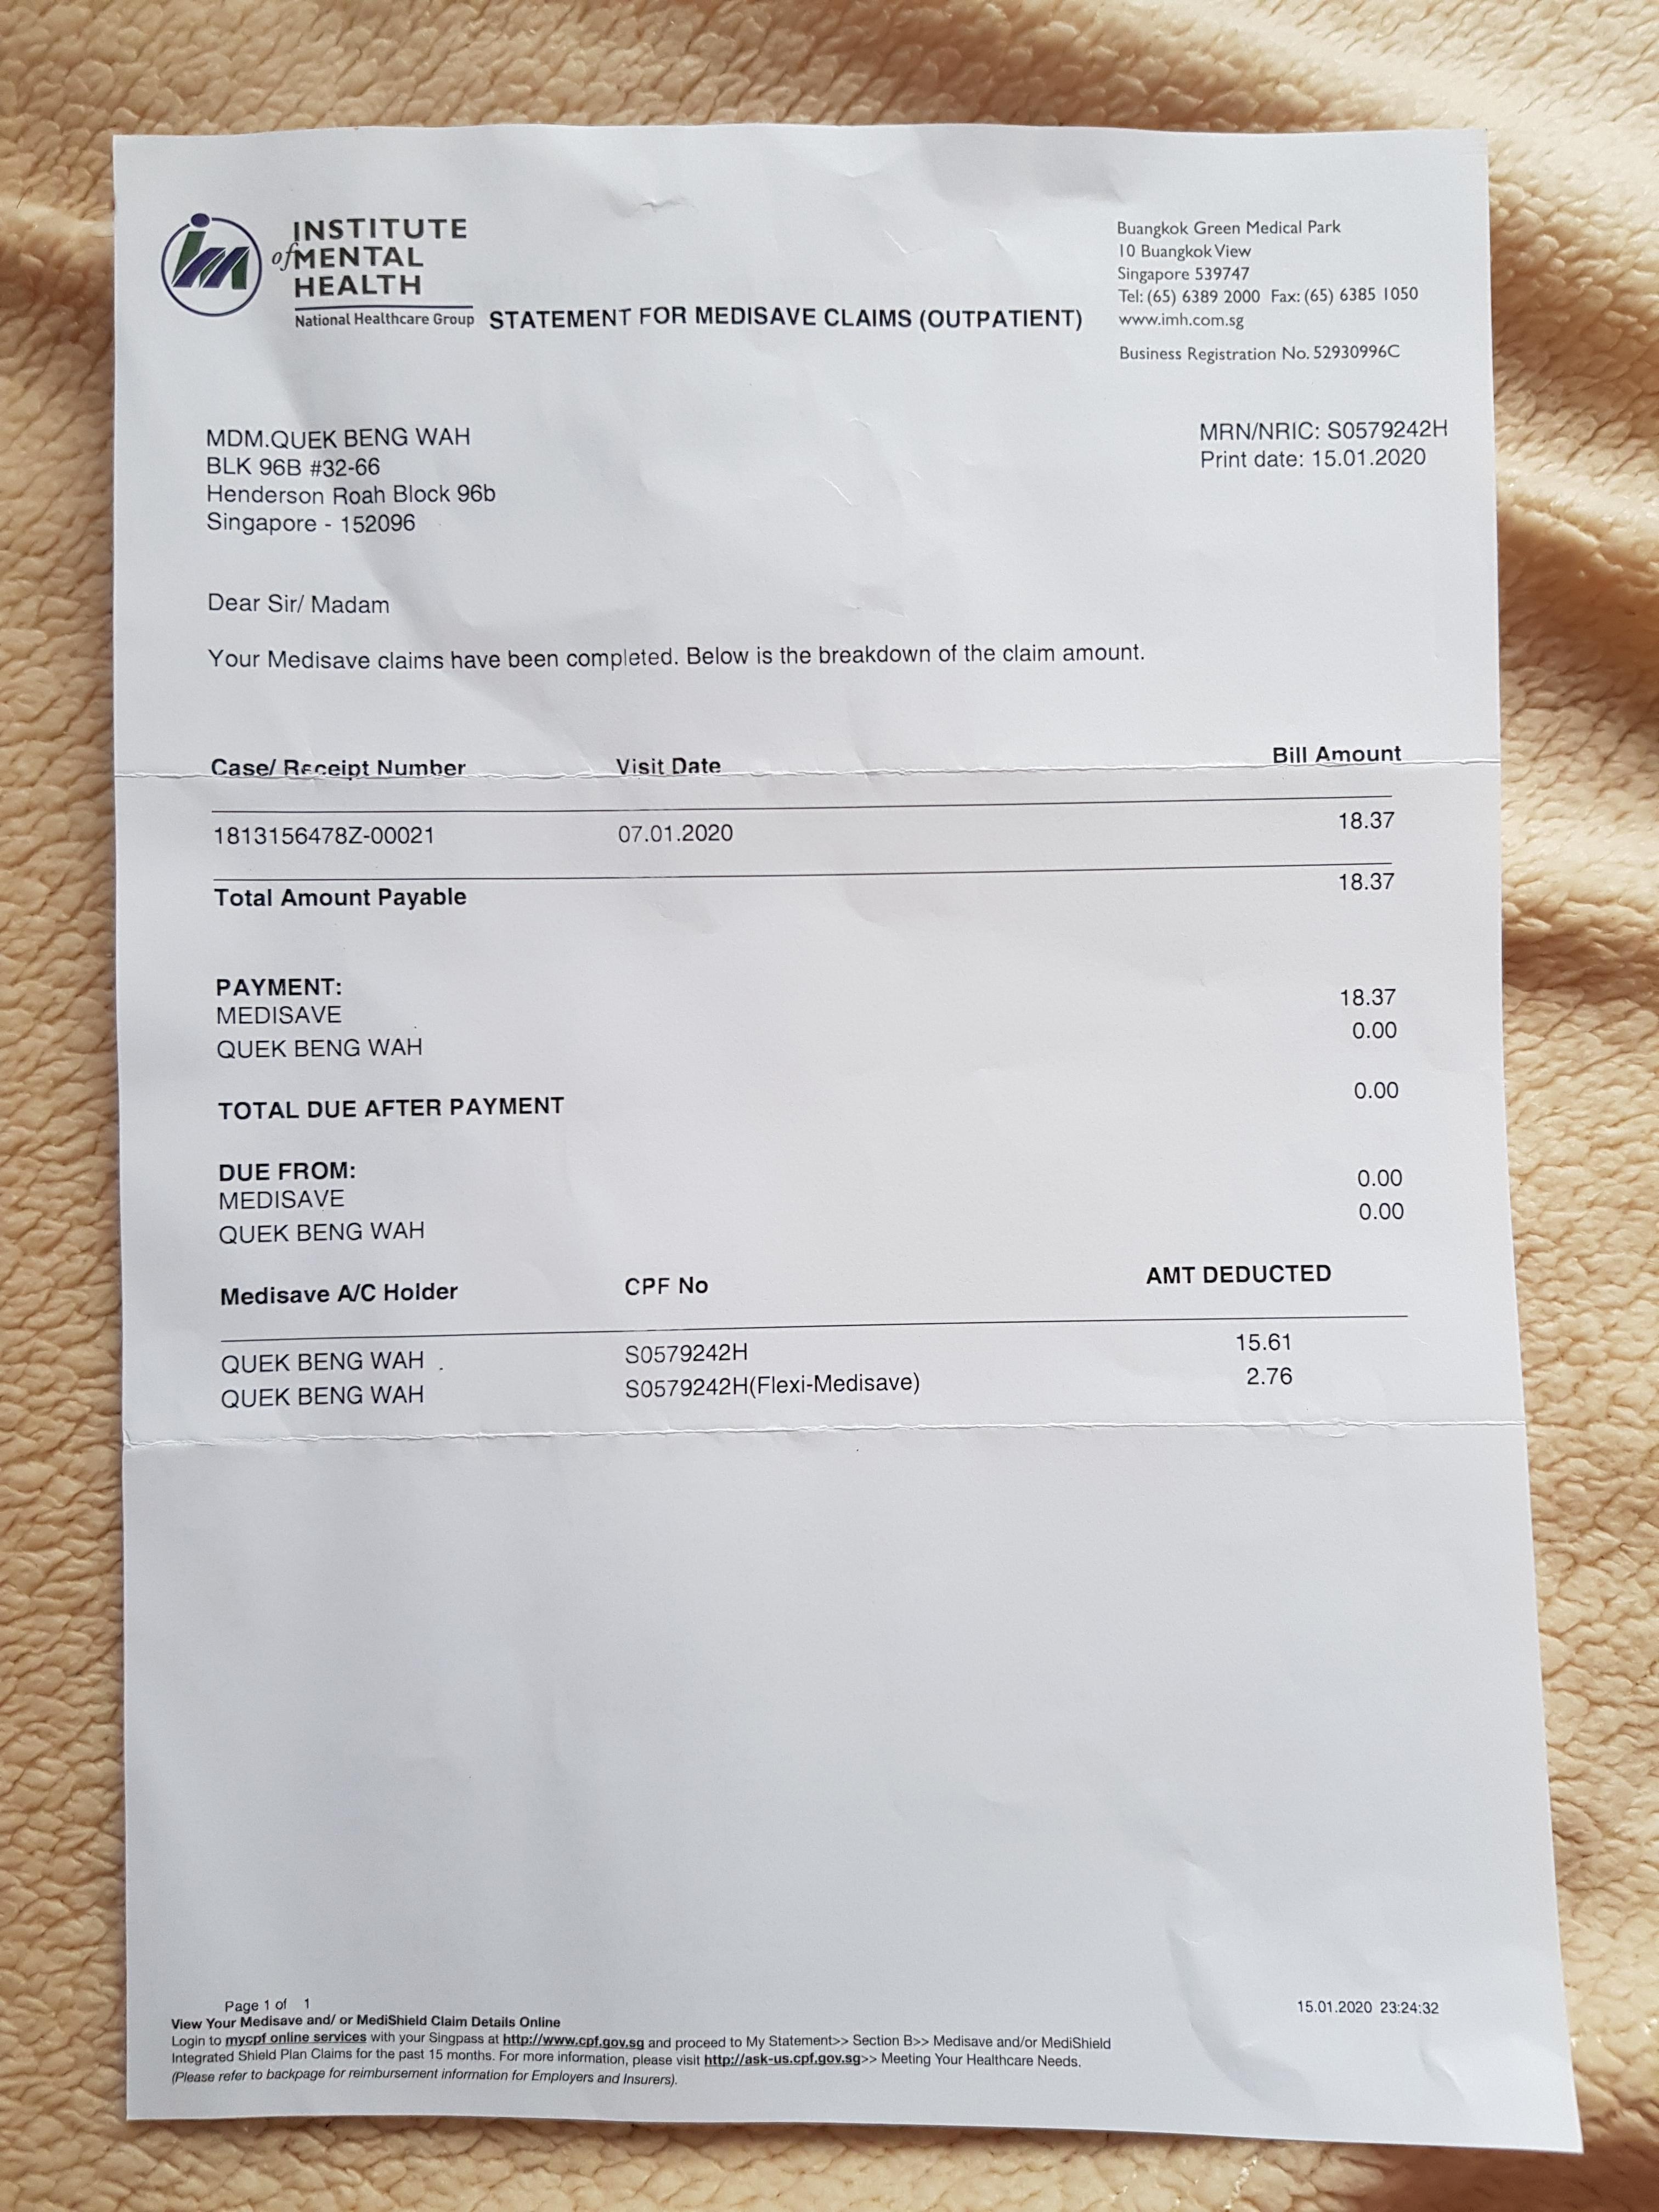 INSTITUTE
of MENTAL
HEALTH
National Healthcare Group
STATEMENT FOR MEDISAVE CLAIMS (OUTPATIENT)
Buangkok Green Medical Park
10 Buangkok View
Singapore 539747
Tel: (65) 6389 2000 Fax: (65) 6385 1050
www.imh.com.sg
Business Registration No. 52930996C
MDM.QUEK BENG WAH
BLK 96B #32-66
Henderson Roah Block 96b
Singapore - 152096
MRN/NRIC: S0579242H
Print date: 15.01.2020
Dear Sir/ Madam
Your Medisave claims have been completed. Below is the breakdown of the claim amount.
Case/ Receipt Number Visit Date Bill Amount
1813156478Z-00021 07.01.2020 18.37
Total Amount Payable 18.37
PAYMENT:
MEDISAVE 18.37
QUEK BENG WAH 0.00
TOTAL DUE AFTER PAYMENT 0.00
DUE FROM:
MEDISAVE 0.00
QUEK BENG WAH 0.00
Medisave A/C Holder CPF No AMT DEDUCTED
QUEK BENG WAH . S0579242H 15.61
QUEK BENG WAH S0579242H(Flexi-Medisave) 2.76
Page 1 of 1 15.01.2020 23:24:32
View Your Medisave and/ or MediShield Claim Details Online
Login to mycpf online services with your Singpass at http://www.cpf.gov.sg and proceed to My Statement>> Section B>> Medisave and/or MediShield
Integrated Shield Plan Claims for the past 15 months. For more information, please visit http://ask-us.cpf.gov.sg>> Meeting Your Healthcare Needs.
(Please refer to backpage for reimbursement information for Employers and Insurers).